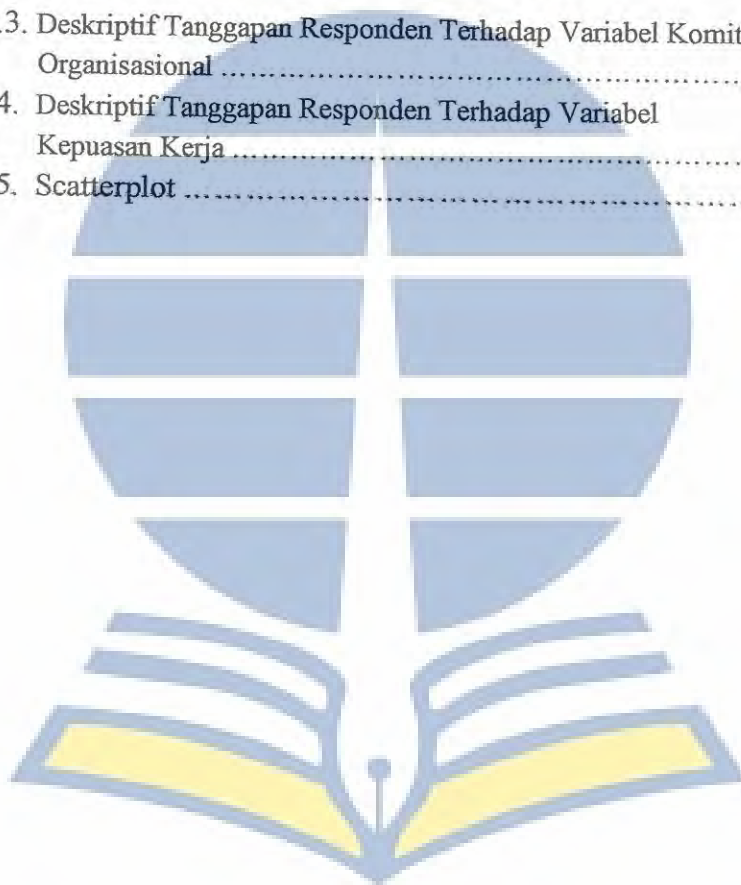 .3. Deskriptif Tanggapan Responden Terhadap Variabel Komit
Organisasional ........................................................
4. Deskriptif Tanggapan Responden Terhadap Variabel
Kepuasan Kerja ........................................................
5. Scatterplot ............................................................